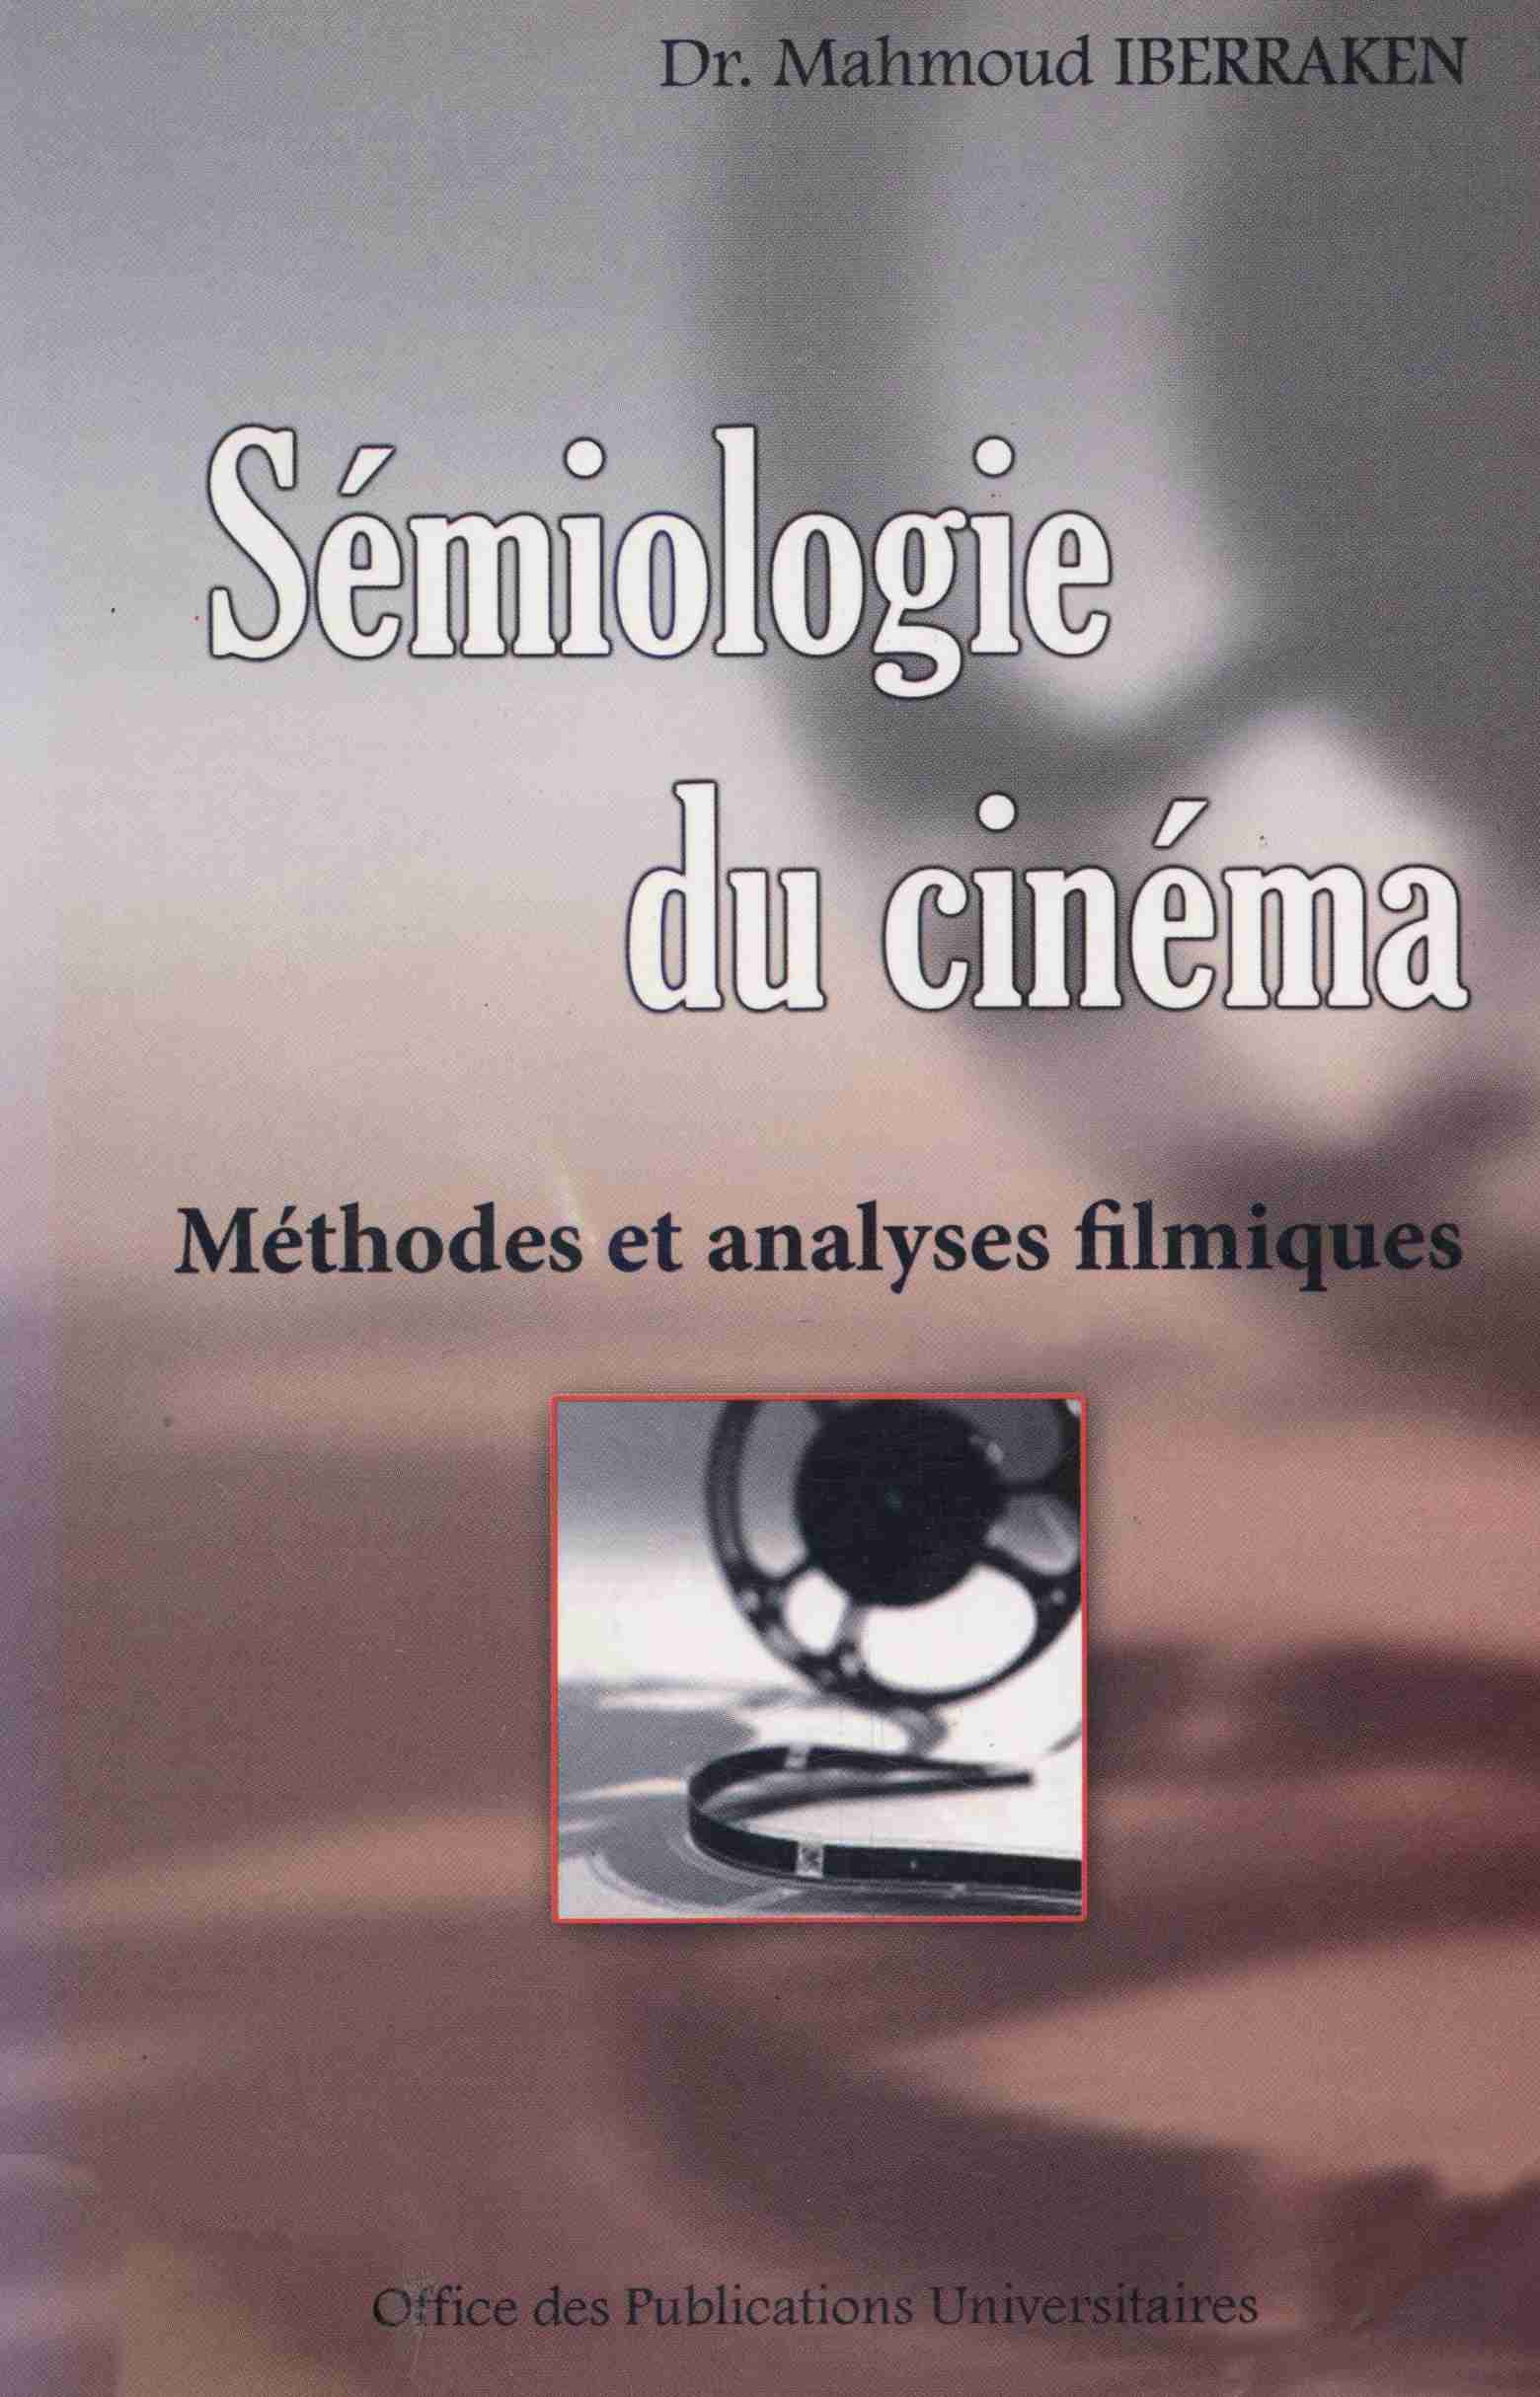 Dr. Mahmoud IBERRAKEN
Sémiologie
du cinéma
Méthodes et analyses filmiques
Office des Publications Universitaires